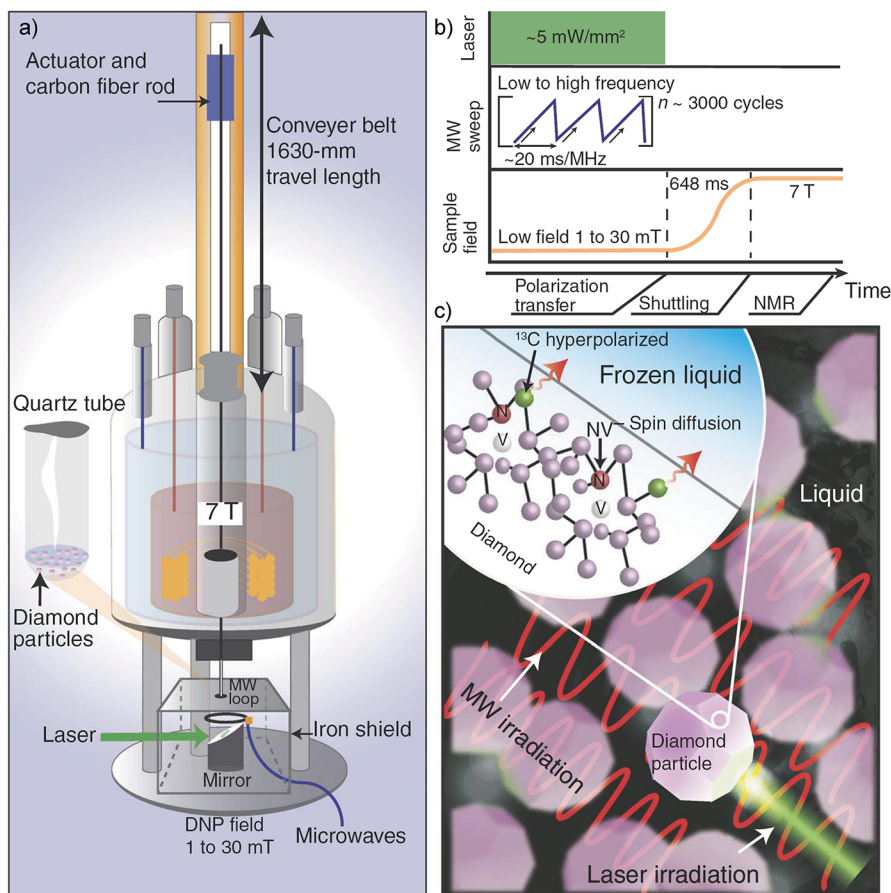 a)
Actuator and
carbon fiber rod
Conveyer belt
1630-mm
travel length
Quartz tube
7 T
Diamond
particles
MW
loop
Laser
Iron shield
Mirror
DNP field
1 to 30 mT
Microwaves
b)
Laser
~5 mW/mm²
MW
sweep
Low to high frequency
n ~ 3000 cycles
~20 ms/MHz
Sample
field
648 ms
7 T
Low field 1 to 30 mT
Polarization
transfer
Shuttling
NMR
Time
c)
¹³C hyperpolarized
Frozen liquid
N
V
NV⁻
Spin diffusion
N
V
Diamond
Liquid
MW irradiation
Diamond
particle
Laser irradiation